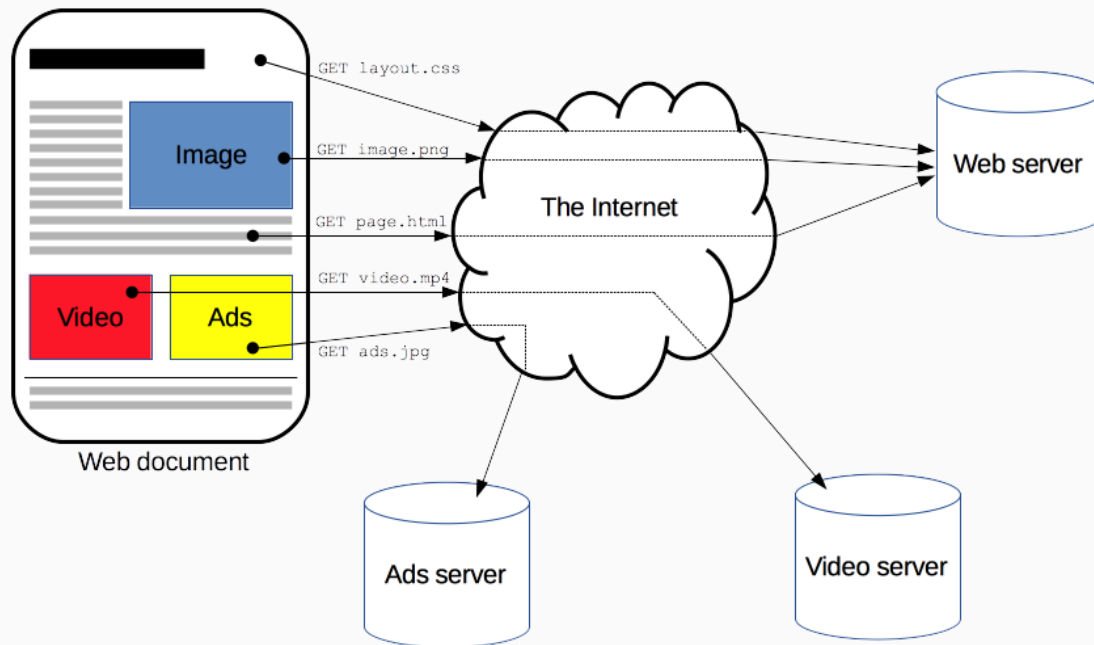 GET layout.css
Image
GET image.png
Web server
The Internet
GET page.html
GET video.mp4
Video
Ads
GET ads.jpg
Web document
Ads server
Video server